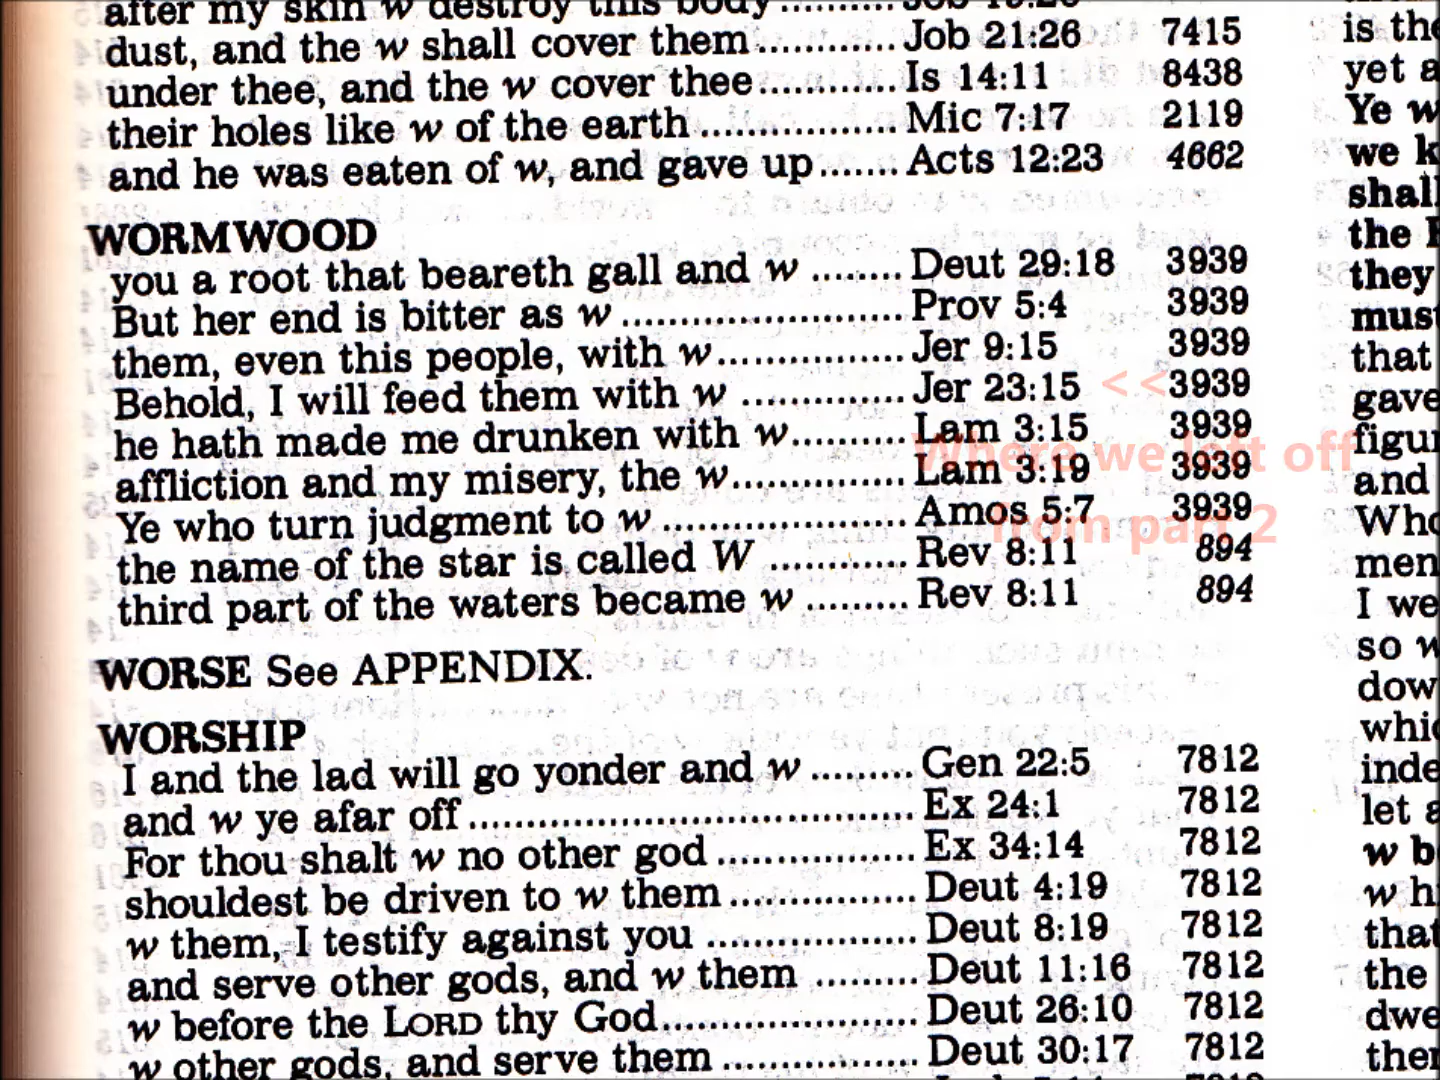 after my skin w destroy this body.......... Job 19:26
dust, and the w shall cover them............Job 21:26 7415
under thee, and the w cover thee............Is 14:11 8438
their holes like w of the earth .................Mic 7:17 2119
and he was eaten of w, and gave up.......Acts 12:23 4662
WORMWOOD
you a root that beareth gall and w ........Deut 29:18 3939
But her end is bitter as w........................Prov 5:4 3939
them, even this people, with w................Jer 9:15 3939
Behold, I will feed them with w ..............Jer 23:15 <<3939
he hath made me drunken with w..........Lam 3:15 3939
Where we left off
affliction and my misery, the w...............Lam 3:19 3939
Ye who turn judgment to w.....................Amos 5:7 3939
from part 2
the name of the star is called W ............Rev 8:11 894
third part of the waters became w .........Rev 8:11 894
WORSE See APPENDIX.
WORSHIP
I and the lad will go yonder and w .........Gen 22:5 7812
and w ye afar off......................................Ex 24:1 7812
For thou shalt w no other god.................Ex 34:14 7812
shouldest be driven to w them................Deut 4:19 7812
w them, I testify against you ..................Deut 8:19 7812
and serve other gods, and w them .........Deut 11:16 7812
w before the LORD thy God......................Deut 26:10 7812
w other gods, and serve them .................Deut 30:17 7812
is the
yet a
Ye w
we k
shall
the
they
must
that
gave
figur
and
Who
men
I we
so w
dow
whic
inde
let a
w b
w h
that
the
dwe
ther